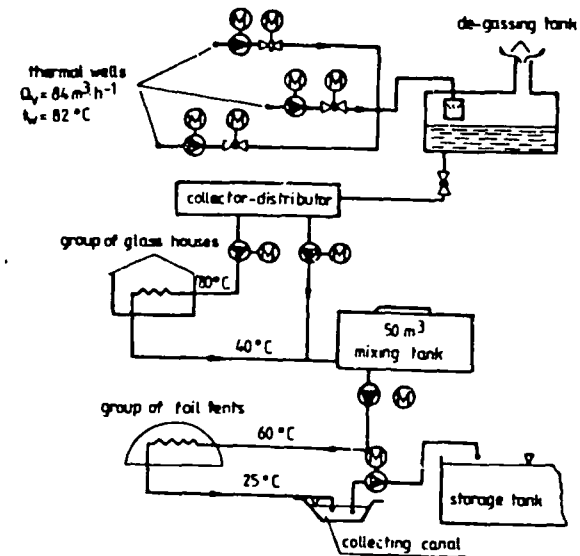 M
M
de-gassing tank
thermal wells
Qv = 84 m³ h⁻¹
tw = 82 °C
M
M
M
M
collector-distributor
group of glass houses
M
M
80°C
40°C
50 m³
mixing tank
M
group of foil tents
60°C
M
25°C
storage tank
collecting canal